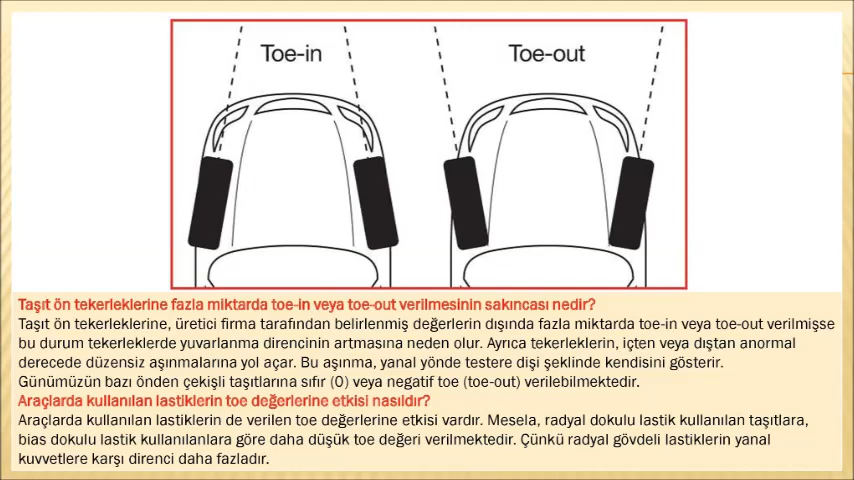 Toe-in Toe-out
Taşıt ön tekerleklerine fazla miktarda toe-in veya toe-out verilmesinin sakıncası nedir?
Taşıt ön tekerleklerine, üretici firma tarafından belirlenmiş değerlerin dışında fazla miktarda toe-in veya toe-out verilmişse
bu durum tekerleklerde yuvarlanma direncinin artmasına neden olur. Ayrıca tekerleklerin, içten veya dıştan anormal
derecede düzensiz aşınmalarına yol açar. Bu aşınma, yanal yönde testere dişi şeklinde kendisini gösterir.
Günümüzün bazı önden çekişli taşıtlarına sıfır (0) veya negatif toe (toe-out) verilebilmektedir.
Araçlarda kullanılan lastiklerin toe değerlerine etkisi nasıldır?
Araçlarda kullanılan lastiklerin de verilen toe değerlerine etkisi vardır. Mesela, radyal dokulu lastik kullanılan taşıtlara,
bias dokulu lastik kullanılanlara göre daha düşük toe değeri verilmektedir. Çünkü radyal gövdeli lastiklerin yanal
kuvvetlere karşı direnci daha fazladır.